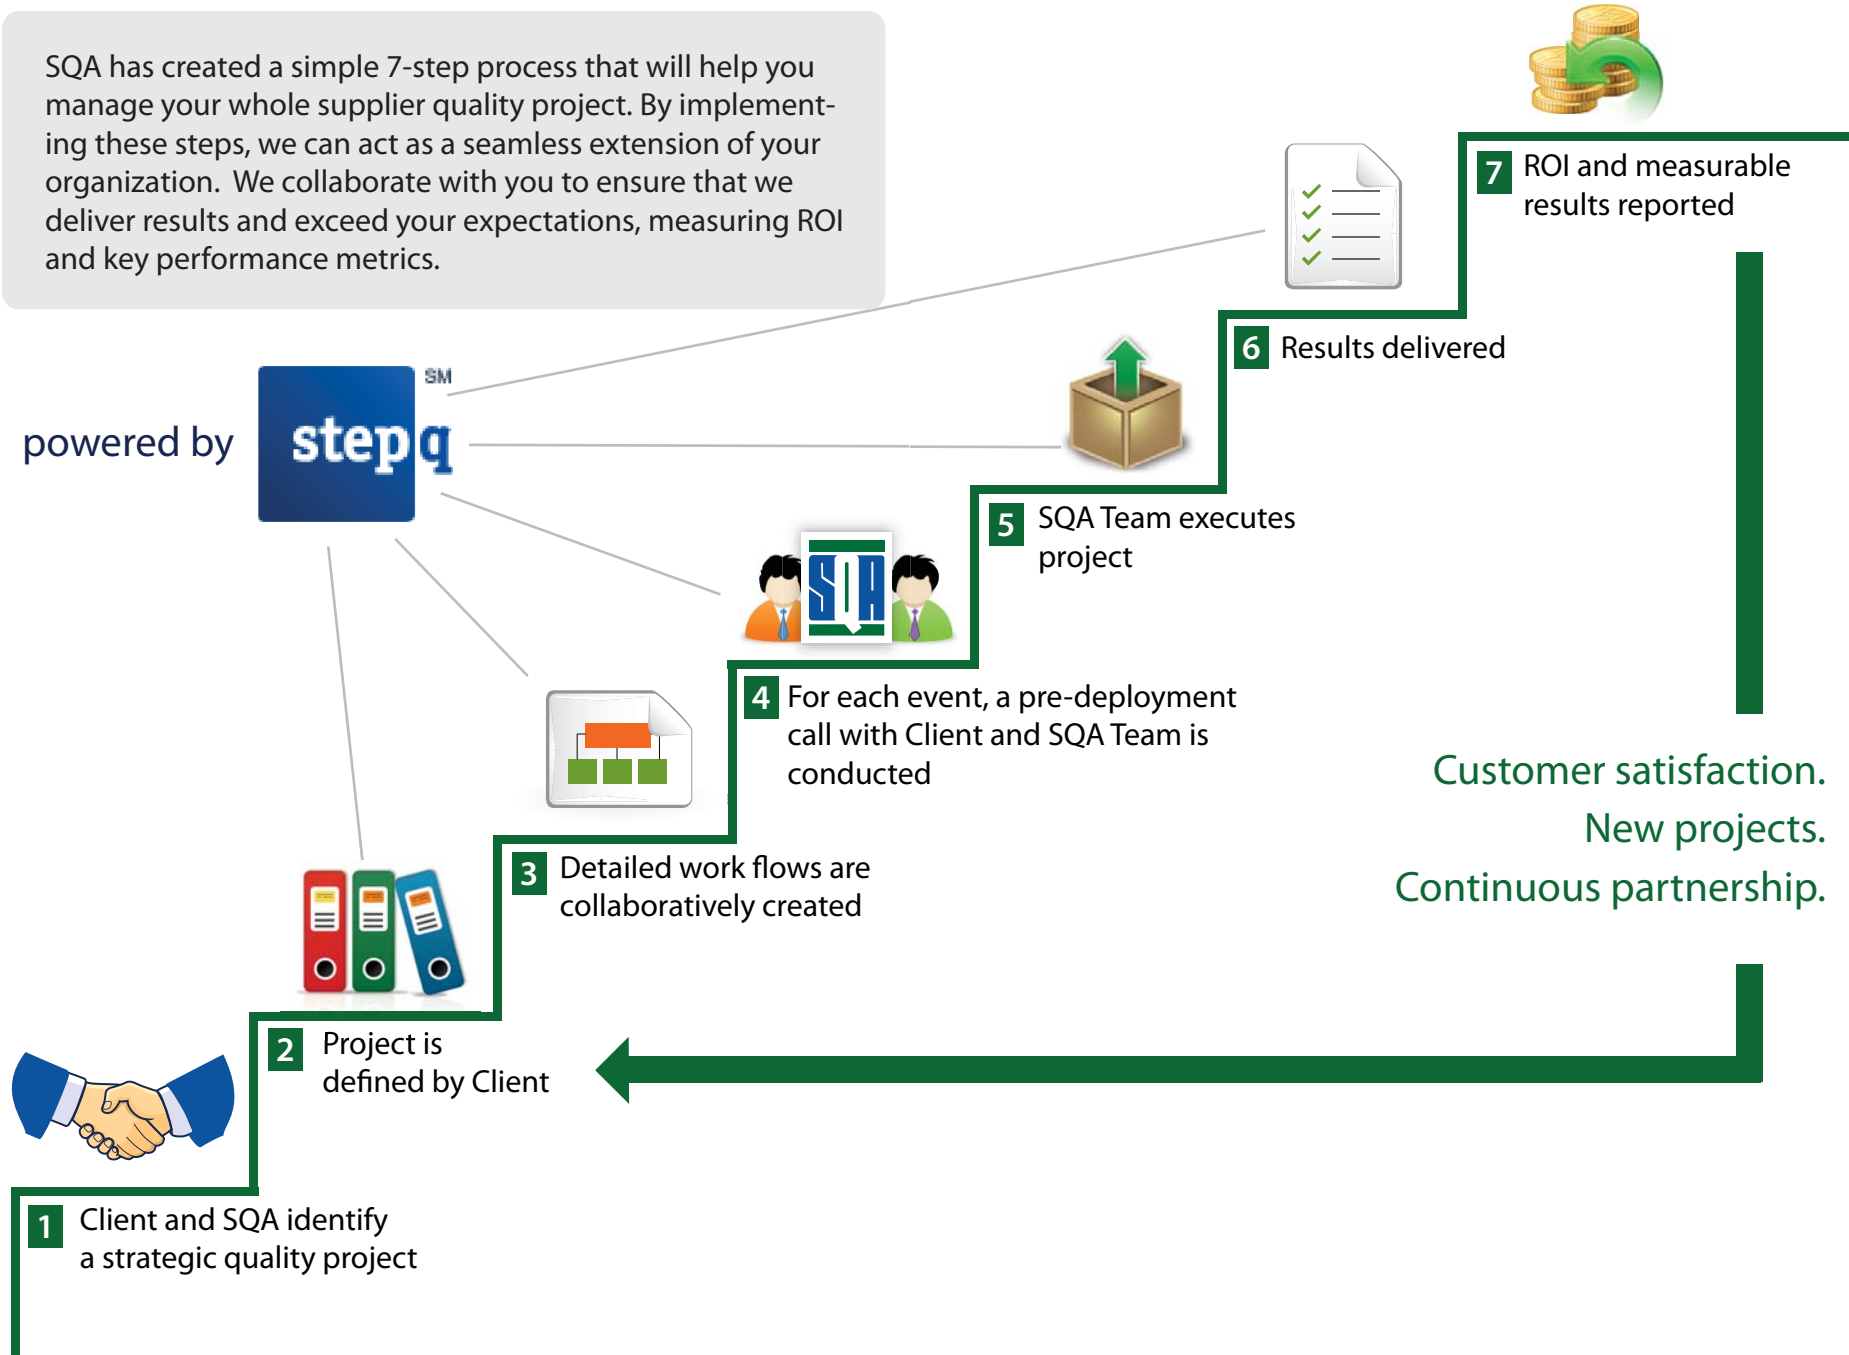 SQA has created a simple 7-step process that will help you
manage your whole supplier quality project. By implement-
ing these steps, we can act as a seamless extension of your
organization.  We collaborate with you to ensure that we
deliver results and exceed your expectations, measuring ROI
and key performance metrics.
7 ROI and measurable
results reported
6 Results delivered
powered by
stepq SM
5 SQA Team executes
project
SQA
4 For each event, a pre-deployment
call with Client and SQA Team is
conducted
Customer satisfaction.
New projects.
Continuous partnership.
3 Detailed work flows are
collaboratively created
2 Project is
defined by Client
1 Client and SQA identify
a strategic quality project